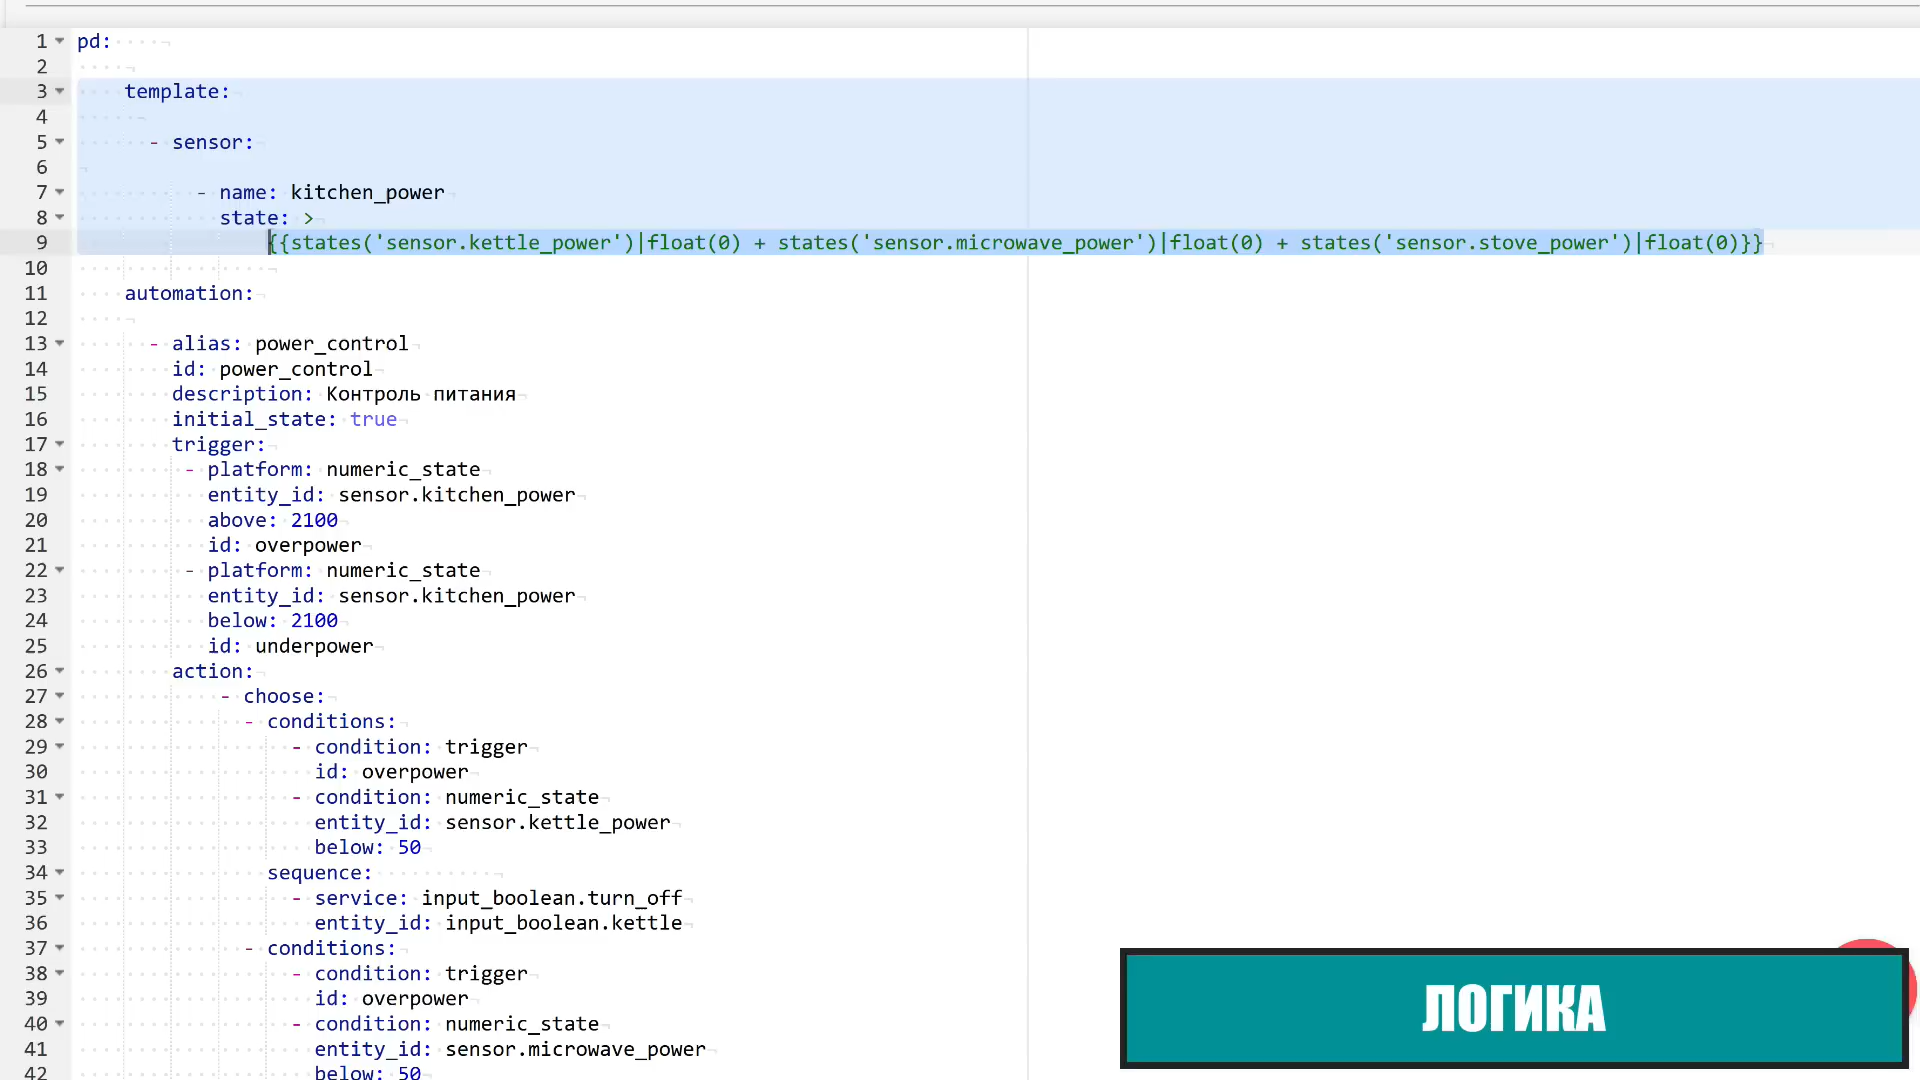 1 pd:
2
3 template:
4
5 - sensor:
6
7 - name: kitchen_power
8 state: >
9 {{states('sensor.kettle_power')|float(0) + states('sensor.microwave_power')|float(0) + states('sensor.stove_power')|float(0)}}
10
11 automation:
12
13 - alias: power_control
14 id: power_control
15 description: Контроль питания
16 initial_state: true
17 trigger:
18 - platform: numeric_state
19 entity_id: sensor.kitchen_power
20 above: 2100
21 id: overpower
22 - platform: numeric_state
23 entity_id: sensor.kitchen_power
24 below: 2100
25 id: underpower
26 action:
27 - choose:
28 - conditions:
29 - condition: trigger
30 id: overpower
31 - condition: numeric_state
32 entity_id: sensor.kettle_power
33 below: 50
34 sequence:
35 - service: input_boolean.turn_off
36 entity_id: input_boolean.kettle
37 - conditions:
38 - condition: trigger
39 id: overpower
40 - condition: numeric_state
41 entity_id: sensor.microwave_power
42 below: 50
ЛОГИКА